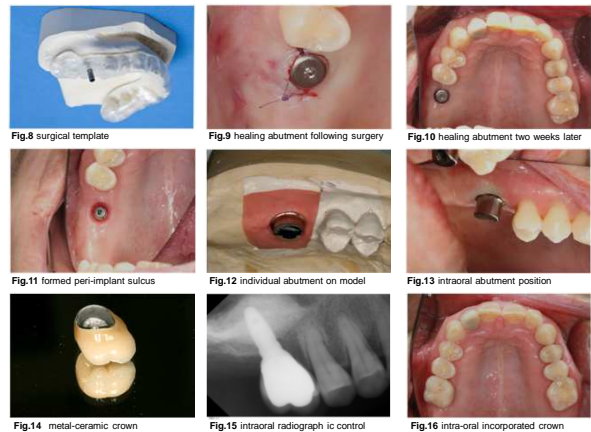 Fig.8 surgical template
Fig.9 healing abutment following surgery
Fig.10 healing abutment two weeks later
Fig.11 formed peri-implant sulcus
Fig.12 individual abutment on model
Fig.13 intraoral abutment position
Fig.14 metal-ceramic crown
Fig.15 intraoral radiograph ic control
Fig.16 intra-oral incorporated crown